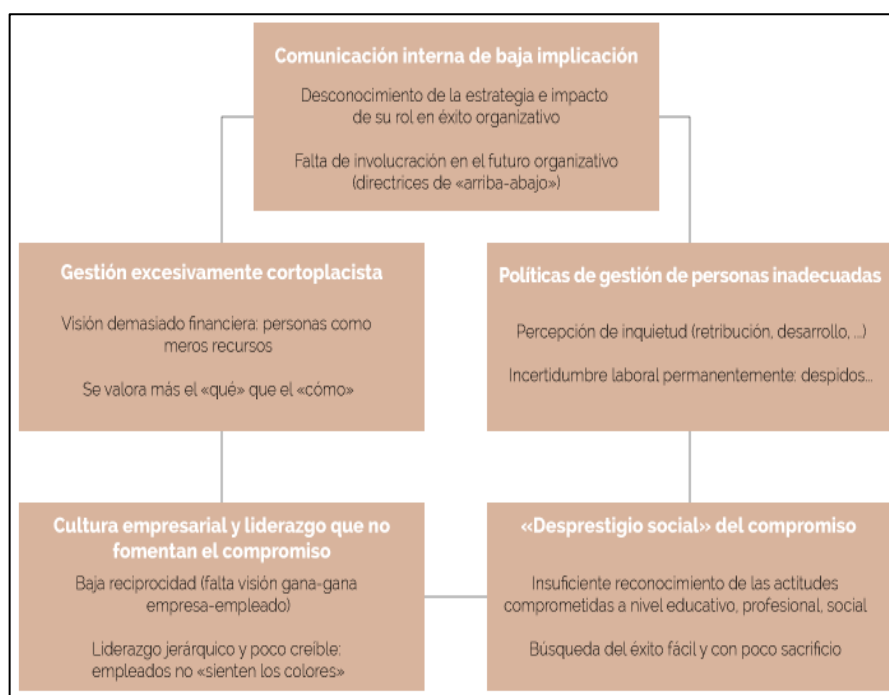 Comunicación interna de baja implicación
Desconocimiento de la estrategia e impacto
de su rol en éxito organizativo
Falta de involucración en el futuro organizativo
(directrices de «arriba-abajo»)
Gestión excesivamente cortoplacista
Visión demasiado financiera: personas como
meros recursos
Se valora más el «qué» que el «cómo»
Políticas de gestión de personas inadecuadas
Percepción de inquietud (retribución, desarrollo, ...)
Incertidumbre laboral permanentemente: despidos...
Cultura empresarial y liderazgo que no
fomentan el compromiso
Baja reciprocidad (falta visión gana-gana
empresa-empleado)
Liderazgo jerárquico y poco creíble:
empleados no «sienten los colores»
«Desprestigio social» del compromiso
Insuficiente reconocimiento de las actitudes
comprometidas a nivel educativo, profesional, social
Búsqueda del éxito fácil y con poco sacrificio